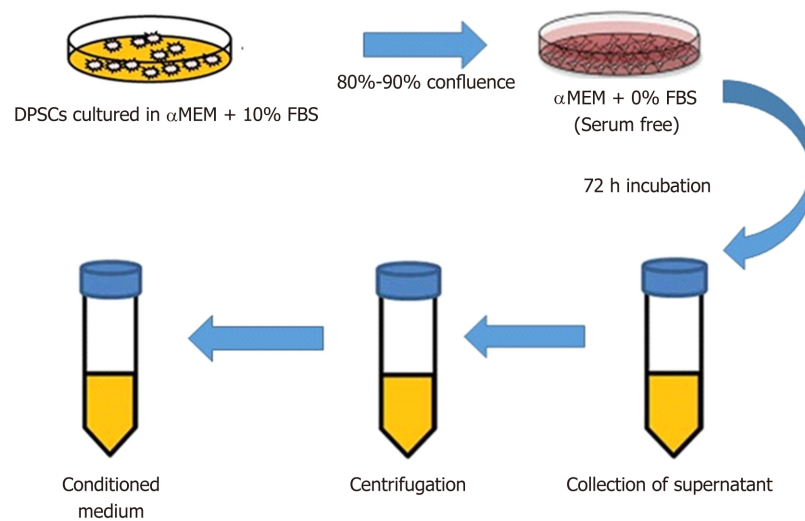 DPSCs cultured in αMEM + 10% FBS
80%-90% confluence
αMEM + 0% FBS
(Serum free)
72 h incubation
Collection of supernatant
Centrifugation
Conditioned
medium